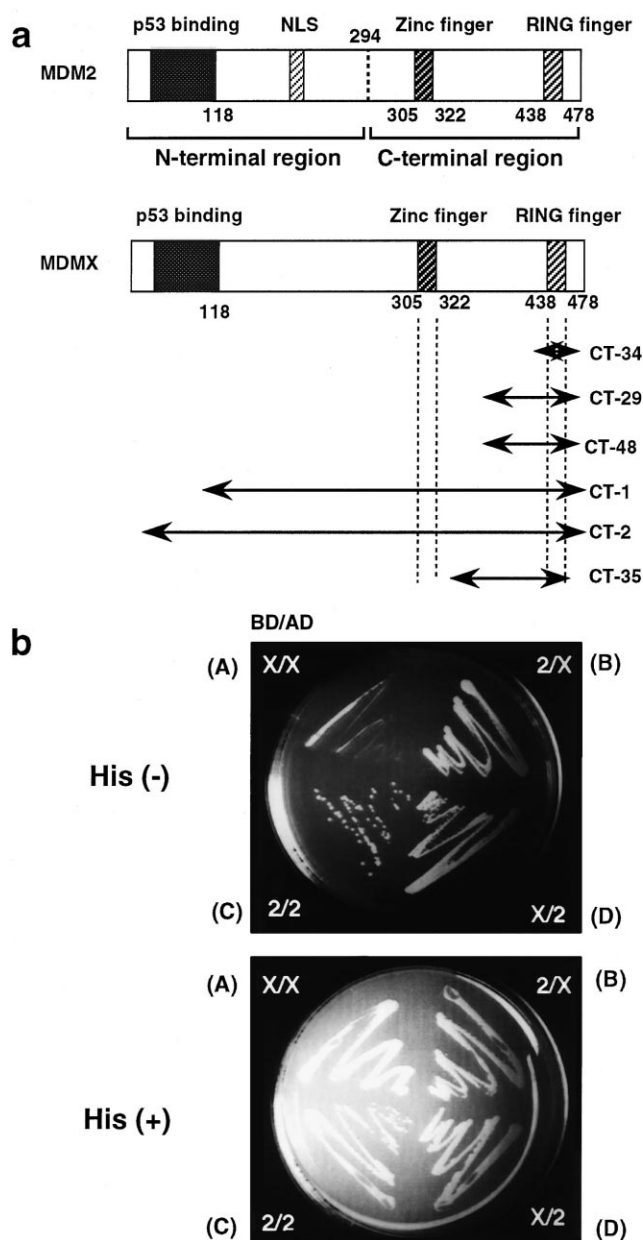 a
p53 binding NLS 294 Zinc finger RING finger
MDM2
118 305 322 438 478
N-terminal region C-terminal region
p53 binding Zinc finger RING finger
MDMX
118 305 322 438 478
CT-34
CT-29
CT-48
CT-1
CT-2
CT-35
b
BD/AD
(A) X/X 2/X (B)
His (-)
(C) 2/2 X/2 (D)
(A) X/X 2/X (B)
His (+)
(C) 2/2 X/2 (D)